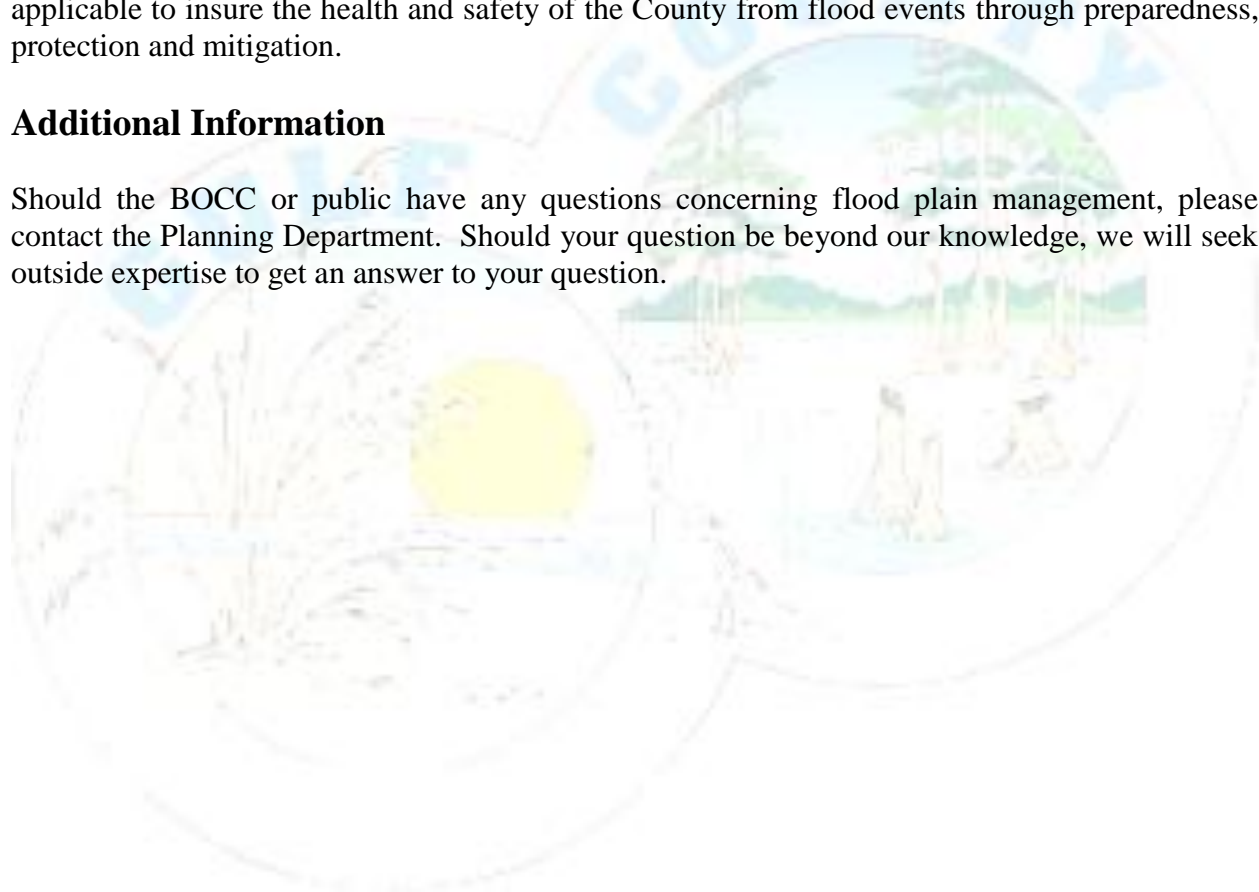 applicable to insure the health and safety of the County from flood events through preparedness,
protection and mitigation.
Additional Information
Should the BOCC or public have any questions concerning flood plain management, please
contact the Planning Department. Should your question be beyond our knowledge, we will seek
outside expertise to get an answer to your question.
GULF
COUNTY